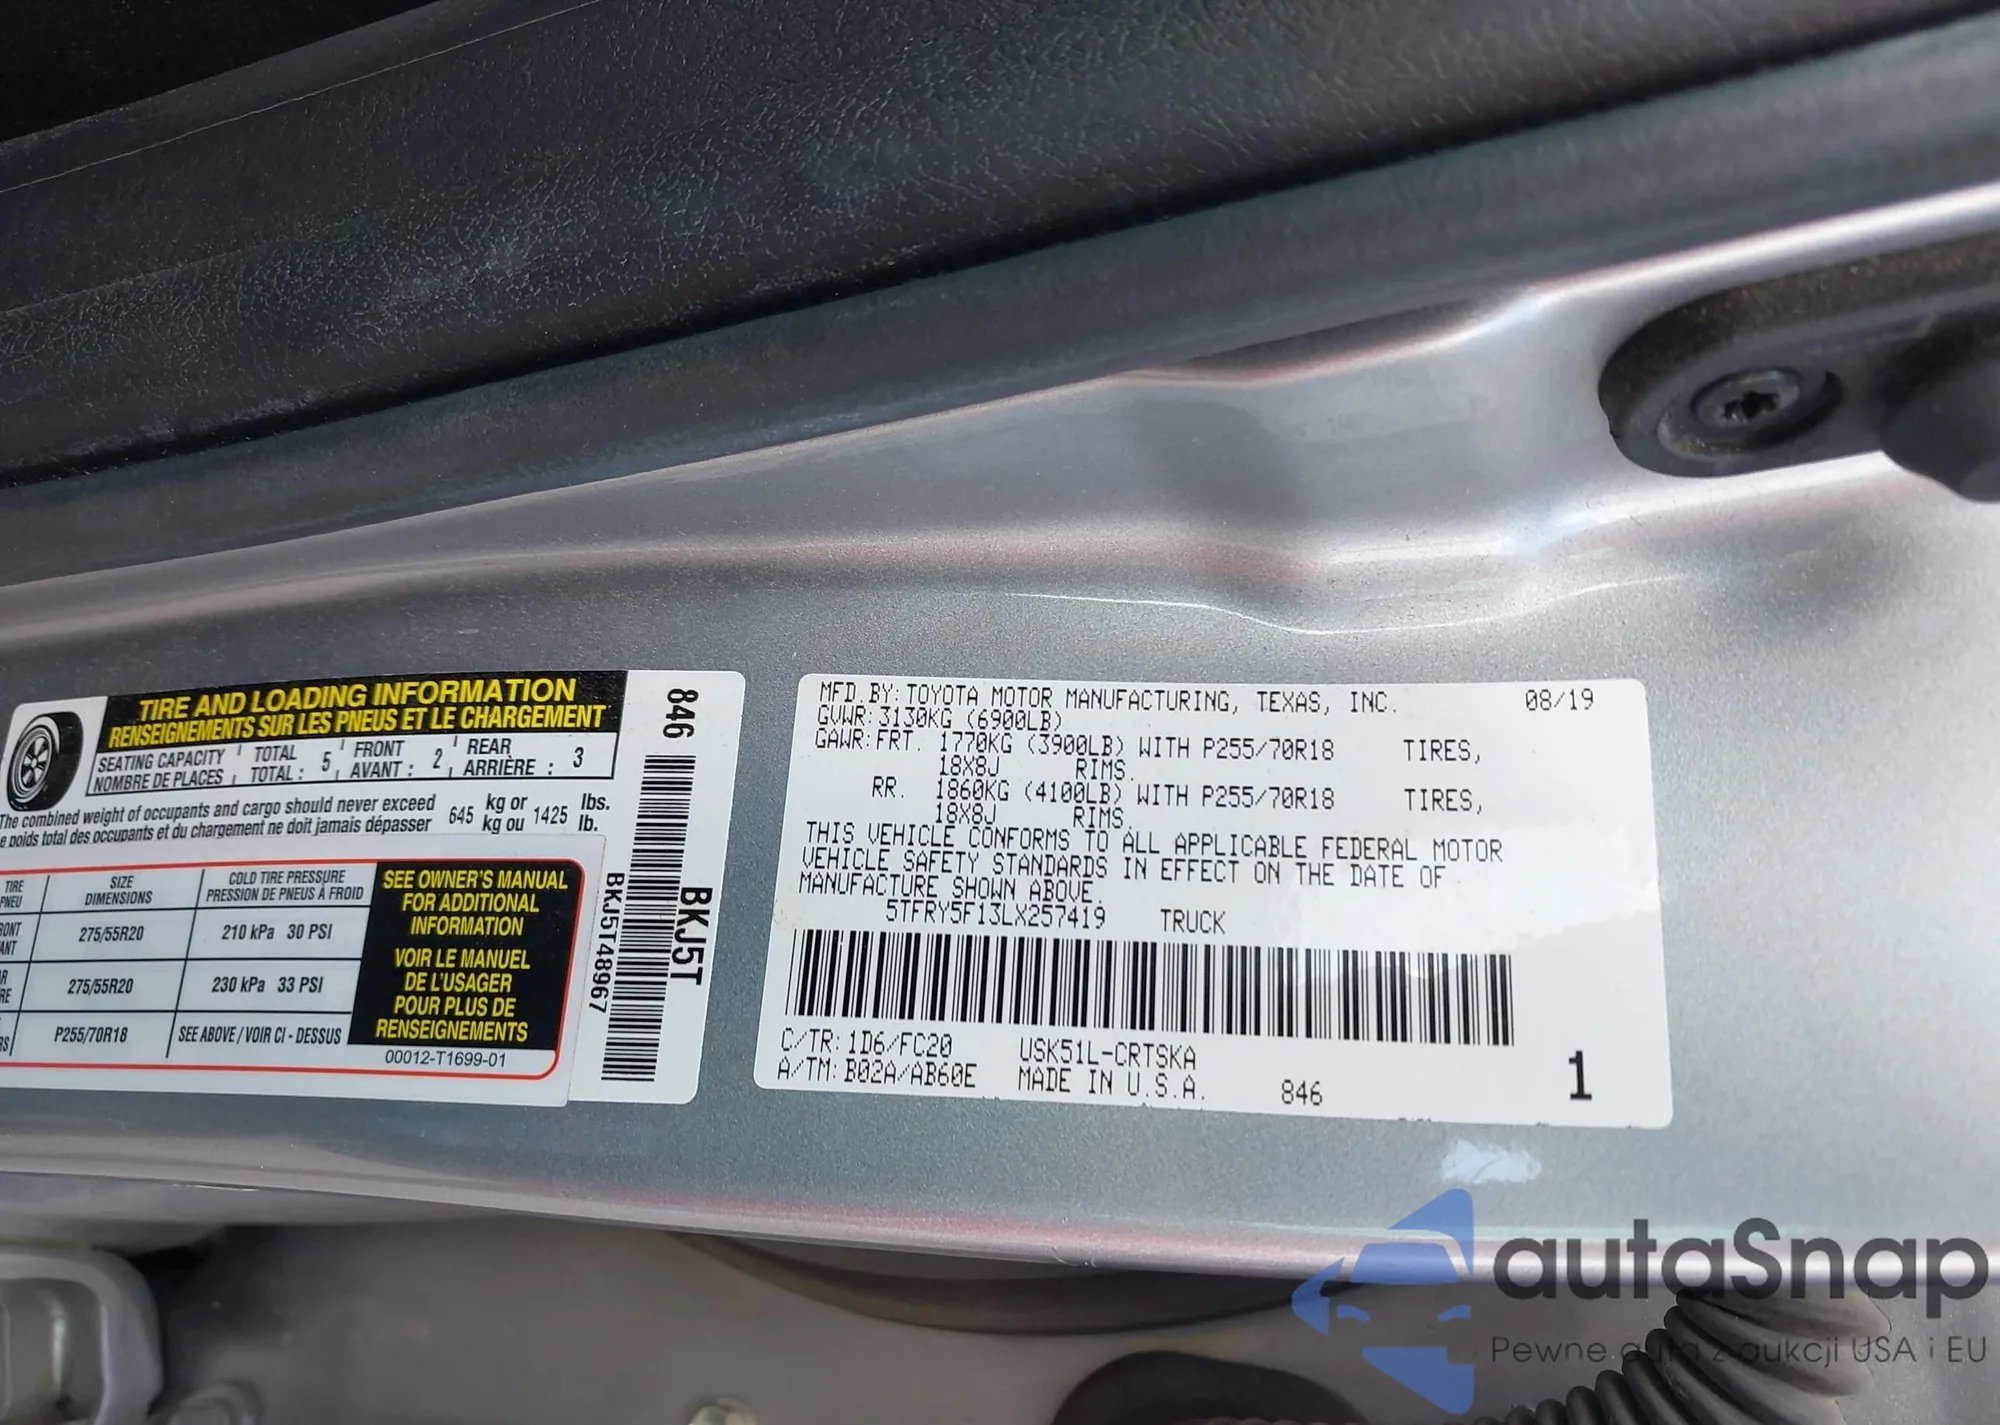 TIRE AND LOADING INFORMATION
RENSEIGNEMENTS SUR LES PNEUS ET LE CHARGEMENT
SEATING CAPACITY TOTAL 5 FRONT 2 REAR 3
NOMBRE DE PLACES TOTAL : AVANT : ARRIÈRE :
The combined weight of occupants and cargo should never exceed 645 kg or 1425 lbs.
poids total des occupants et du chargement ne doit jamais dépasser kg ou lb.
TIRE SIZE COLD TIRE PRESSURE
PNEU DIMENSIONS PRESSION DE PNEUS À FROID
275/55R20 210 kPa 30 PSI
275/55R20 230 kPa 33 PSI
P255/70R18 SEE ABOVE / VOIR CI - DESSUS
SEE OWNER'S MANUAL
FOR ADDITIONAL
INFORMATION
VOIR LE MANUEL
DE L'USAGER
POUR PLUS DE
RENSEIGNEMENTS
00012-T1699-01
846
BKJ5T
BKJ5T48967
MFD. BY: TOYOTA MOTOR MANUFACTURING, TEXAS, INC. 08/19
GVWR: 3130KG (6900LB)
GAWR: FRT. 1770KG (3900LB) WITH P255/70R18 TIRES,
18X8J RIMS.
RR. 1860KG (4100LB) WITH P255/70R18 TIRES,
18X8J RIMS.
THIS VEHICLE CONFORMS TO ALL APPLICABLE FEDERAL MOTOR
VEHICLE SAFETY STANDARDS IN EFFECT ON THE DATE OF
MANUFACTURE SHOWN ABOVE.
5TFRY5F13LX257419 TRUCK
C/TR: 1D6/FC20 USK51L-CRTSKA
A/TM: B02A/AB60E MADE IN U.S.A. 846 1
autaSnap
Pewne auta z aukcji USA i EU